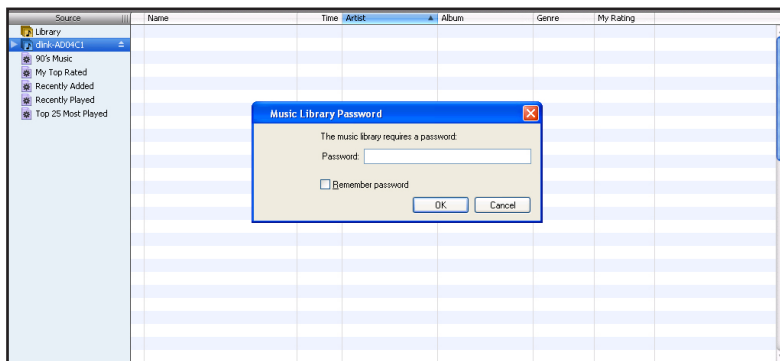 Source Name Time Artist Album Genre My Rating
Library
dlink-AD04C1
90's Music
My Top Rated
Recently Added
Recently Played
Top 25 Most Played
Music Library Password
The music library requires a password:
Password:
Remember password
OK Cancel